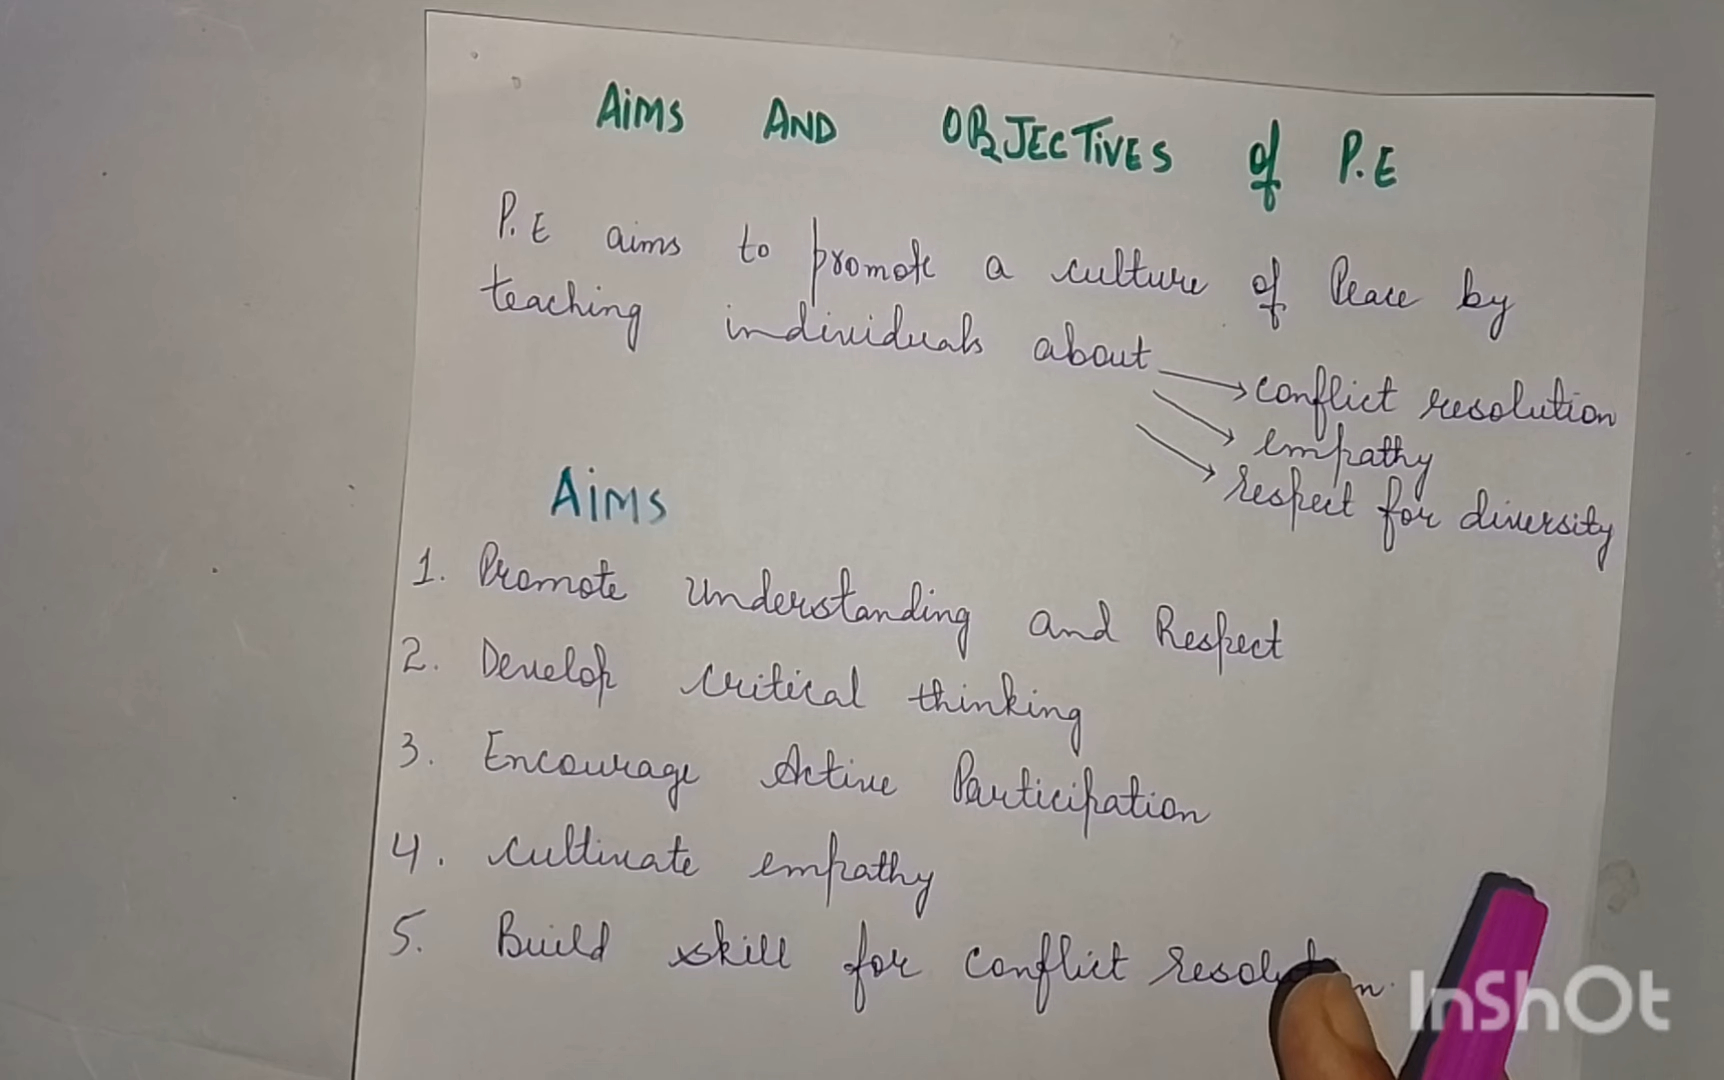 AiMS AND OBJECTiVES of P.E
P.E aims to promote a culture of Peace by
teaching individuals about
→ conflict resolution
→ empathy
→ respect for diversity
AiMS
1. Promote understanding and Respect
2. Develop critical thinking
3. Encourage Active Participation
4. cultivate empathy
5. Build skill for conflict resolution.
InShOt